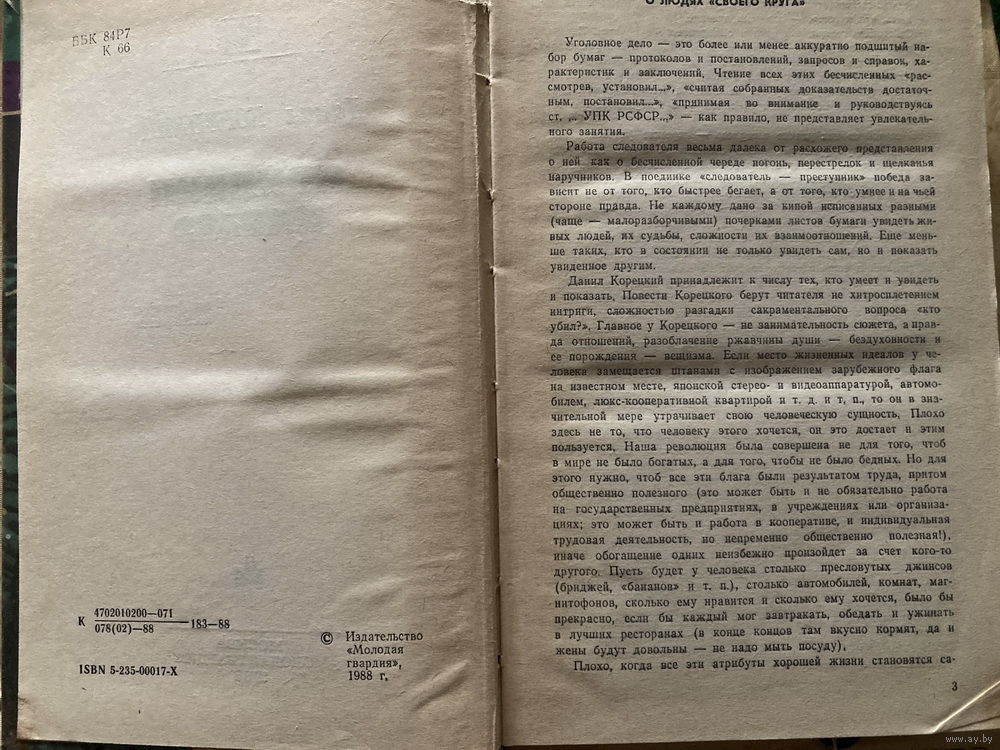 ББК 84Р7
К 66
К 4702010200—071 183—88
078(02)—88
ISBN 5-235-00017-X
© Издательство
«Молодая
гвардия»,
1988 г.
О ЛЮДЯХ «СВОЕГО КРУГА»
Уголовное дело — это более или менее аккуратно подшитый на-
бор бумаг — протоколов и постановлений, запросов и справок, ха-
рактеристик и заключений. Чтение всех этих бесчисленных «рас-
смотрев, установил...», «считая собранных доказательств достаточ-
ным, постановил...», «принимая во внимание и руководствуясь
ст. ... УПК РСФСР...» — как правило, не представляет увлекатель-
ного занятия.
Работа следователя весьма далека от расхожего представления
о ней как о бесчисленной череде погонь, перестрелок и щелканья
наручников. В поединке «следователь — преступник» победа за-
висит не от того, кто быстрее бегает, а от того, кто умнее и на чьей
стороне правда. Не каждому дано за кипой исписанных разными
(чаще — малоразборчивыми) почерками листов бумаги увидеть жи-
вых людей, их судьбы, сложности их взаимоотношений. Еще мень-
ше таких, кто в состоянии не только увидеть сам, но и показать
увиденное другим.
Данил Корецкий принадлежит к числу тех, кто умеет и увидеть
и показать. Повести Корецкого берут читателя не хитросплетением
интриги, сложностью разгадки сакраментального вопроса «кто
убил?». Главное у Корецкого — не занимательность сюжета, а прав-
да отношений, разоблачение ржавчины души — бездуховности и
ее порождения — вещизма. Если место жизненных идеалов у че-
ловека замещается штанами с изображением зарубежного флага
на известном месте, японской стерео- и видеоаппаратурой, автомо-
билем, люкс-кооперативной квартирой и т. д. и т. п., то он в зна-
чительной мере утрачивает свою человеческую сущность. Плохо
здесь не то, что человеку этого хочется, он это достает и этим
пользуется. Наша революция была совершена не для того, чтоб
в мире не было богатых, а для того, чтобы не было бедных. Но для
этого нужно, чтоб все эти блага были результатом труда, притом
общественно полезного (это может быть и не обязательно работа
на государственных предприятиях, в учреждениях или организа-
циях; это может быть и работа в кооперативе, и индивидуальная
трудовая деятельность, но непременно общественно полезная!),
иначе обогащение одних неизбежно произойдет за счет кого-то
другого. Пусть будет у человека столько пресловутых джинсов
(бриджей, «бананов» и т. п.), столько автомобилей, комнат, маг-
нитофонов, сколько ему нравится и сколько ему хочется, было бы
прекрасно, если бы каждый мог завтракать, обедать и ужинать
в лучших ресторанах (в конце концов там вкусно кормят, да и
жены будут довольны — не надо мыть посуду).
Плохо, когда все эти атрибуты хорошей жизни становятся са-
3
www.ay.by